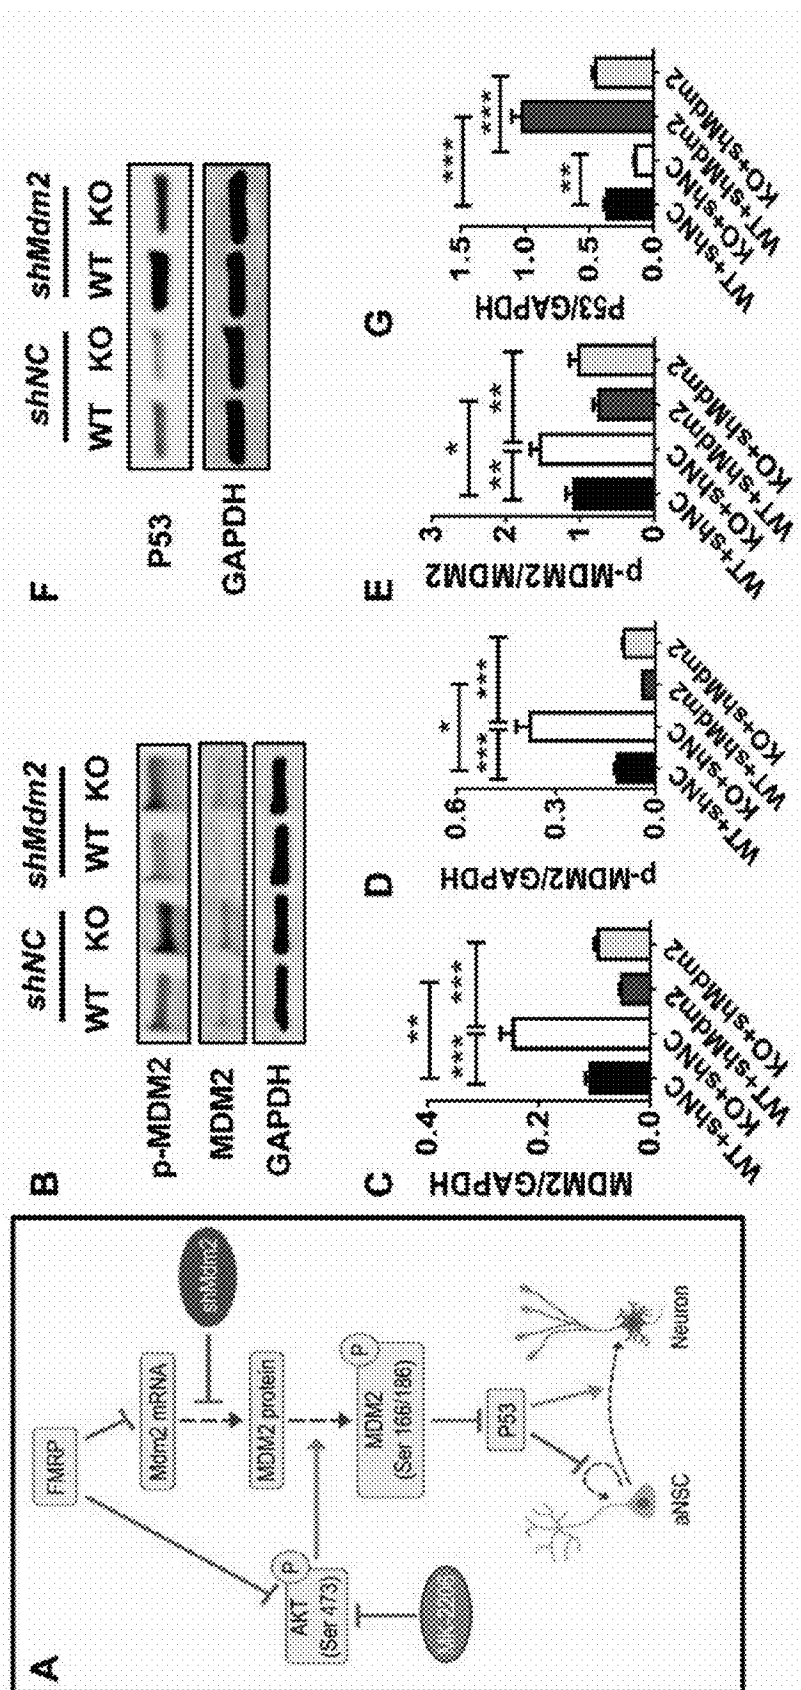 A
FMRP
Mdm2 mRNA
shMdm2
MDM2 protein
P
AKT
(Ser 473)
P
MDM2
(Ser 166/186)
P53
aNSC
Neuron
B
shNC shMdm2
WT KO WT KO
p-MDM2
MDM2
GAPDH
F
shNC shMdm2
WT KO WT KO
P53
GAPDH
C
MDM2/GAPDH
0.4
0.2
0.0
**
*** ***
WT+shNC
KO+shNC
WT+shMdm2
KO+shMdm2
D
p-MDM2/GAPDH
0.6
0.3
0.0
*
*** ***
WT+shNC
KO+shNC
WT+shMdm2
KO+shMdm2
E
p-MDM2/MDM2
3
2
1
0
*
** **
WT+shNC
KO+shNC
WT+shMdm2
KO+shMdm2
G
P53/GAPDH
1.5
1.0
0.5
0.0
***
***
**
WT+shNC
KO+shNC
WT+shMdm2
KO+shMdm2